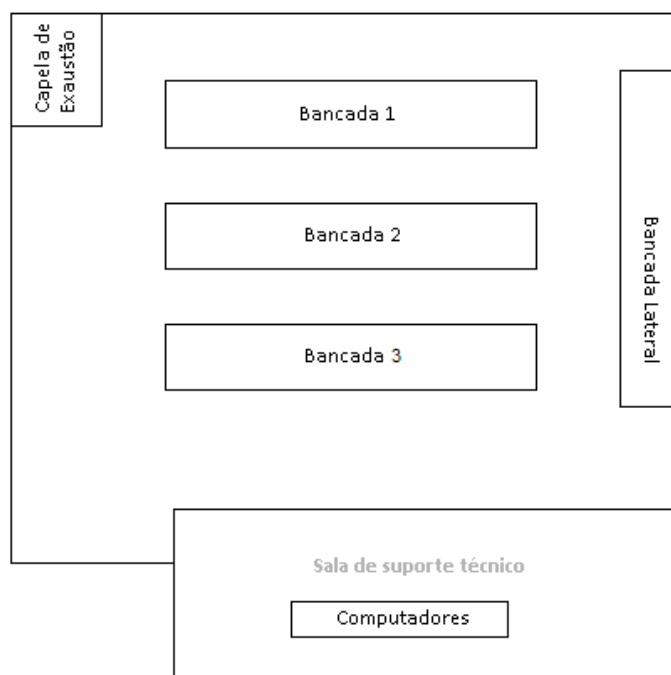 Capela de
Exaustão
Bancada 1
Bancada 2
Bancada 3
Bancada Lateral
Sala de suporte técnico
Computadores